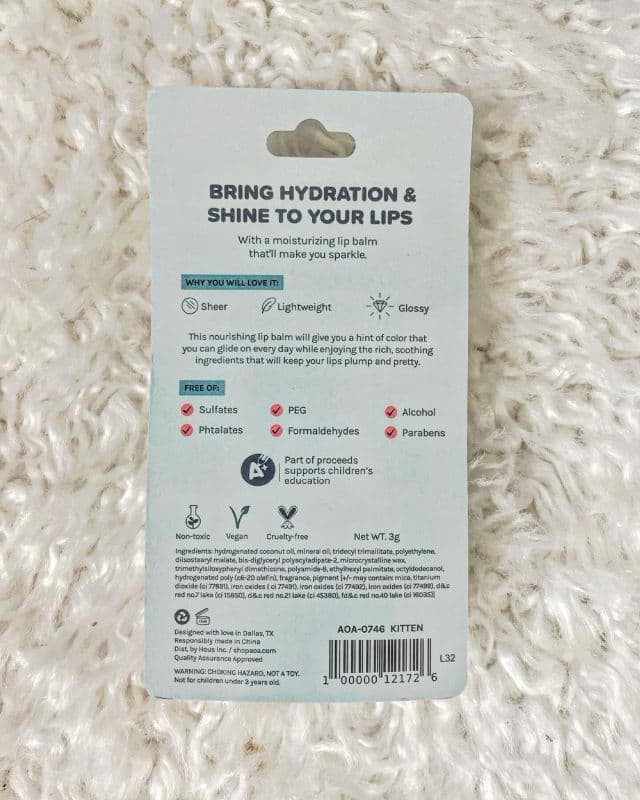 BRING HYDRATION &
SHINE TO YOUR LIPS
With a moisturizing lip balm
that'll make you sparkle.
WHY YOU WILL LOVE IT:
Sheer Lightweight Glossy
This nourishing lip balm will give you a hint of color that
you can glide on every day while enjoying the rich, soothing
ingredients that will keep your lips plump and pretty.
FREE OF:
Sulfates PEG Alcohol
Phtalates Formaldehydes Parabens
A+
Part of proceeds
supports children's
education
Non-toxic Vegan Cruelty-free Net WT. 3g
Ingredients: hydrogenated coconut oil, mineral oil, tridecyl trimellitate, polyethylene,
diisostearyl malate, bis-diglyceryl polyacyladipate-2, microcrystalline wax,
trimethylsiloxyphenyl dimethicone, polyamide-8, ethylhexyl palmitate, octyldodecanol,
hydrogenated poly (c6-20 olefin), fragrance, pigment [+/- may contain: mica, titanium
dioxide (ci 77891), iron oxides ( ci 77491), iron oxides (ci 77492), iron oxides (ci 77499), d&c
red no.7 lake (ci 15850), d&c red no.21 lake (ci 45380), fd&c red no.40 lake (ci 16035)]
Designed with love in Dallas, TX
Responsibly made in China
Dist. by Hous Inc. / shopaoa.com
Quality Assurance Approved
WARNING: CHOKING HAZARD, NOT A TOY.
Not for children under 3 years old.
AOA-0746 KITTEN
L32
1 00000 12172 6